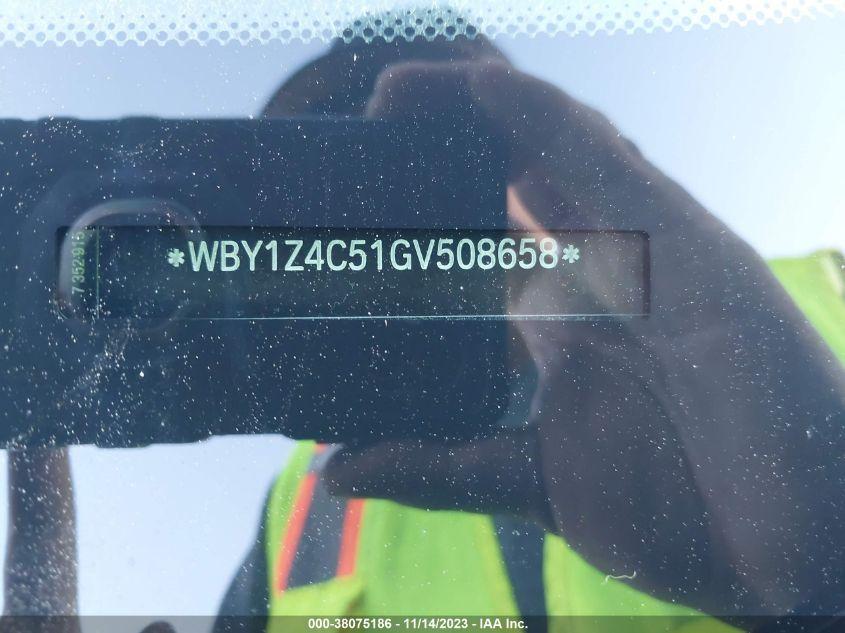 *WBY1Z4C51GV508658*
000-38075186 - 11/14/2023 - IAA Inc.